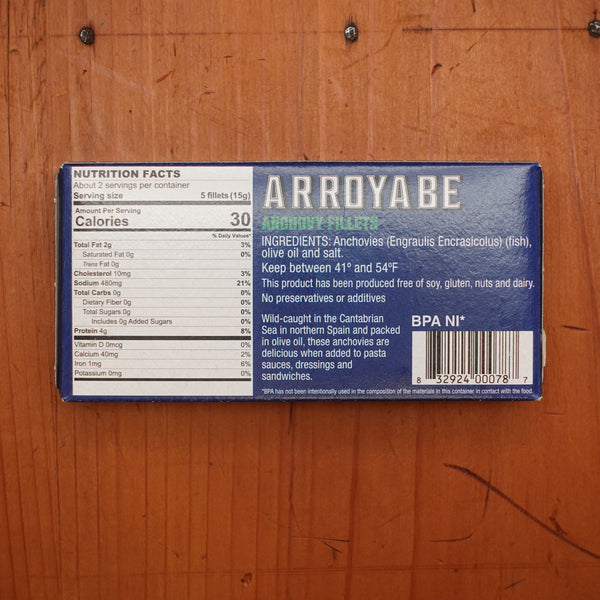 NUTRITION FACTS
About 2 servings per container
Serving size 5 fillets (15g)
Amount Per Serving
Calories 30
% Daily Values*
Total Fat 2g 3%
Saturated Fat 0g 0%
Trans Fat 0g
Cholesterol 10mg 3%
Sodium 480mg 21%
Total Carbs 0g 0%
Dietary Fiber 0g 0%
Total Sugars 0g 0%
Includes 0g Added Sugars 0%
Protein 4g 8%
Vitamin D 0mcg 0%
Calcium 40mg 2%
Iron 1mg 6%
Potassium 0mg 0%
ARROYABE
ANCHOVY FILLETS
INGREDIENTS: Anchovies (Engraulis Encrasicolus) (fish),
olive oil and salt.
Keep between 41º and 54ºF
This product has been produced free of soy, gluten, nuts and dairy.
No preservatives or additives
Wild-caught in the Cantabrian
Sea in northern Spain and packed
in olive oil, these anchovies are
delicious when added to pasta
sauces, dressings and
sandwiches.
BPA NI*
8 32924 00078 7
*BPA has not been intentionally used in the composition of the materials in this container in contact with the food.